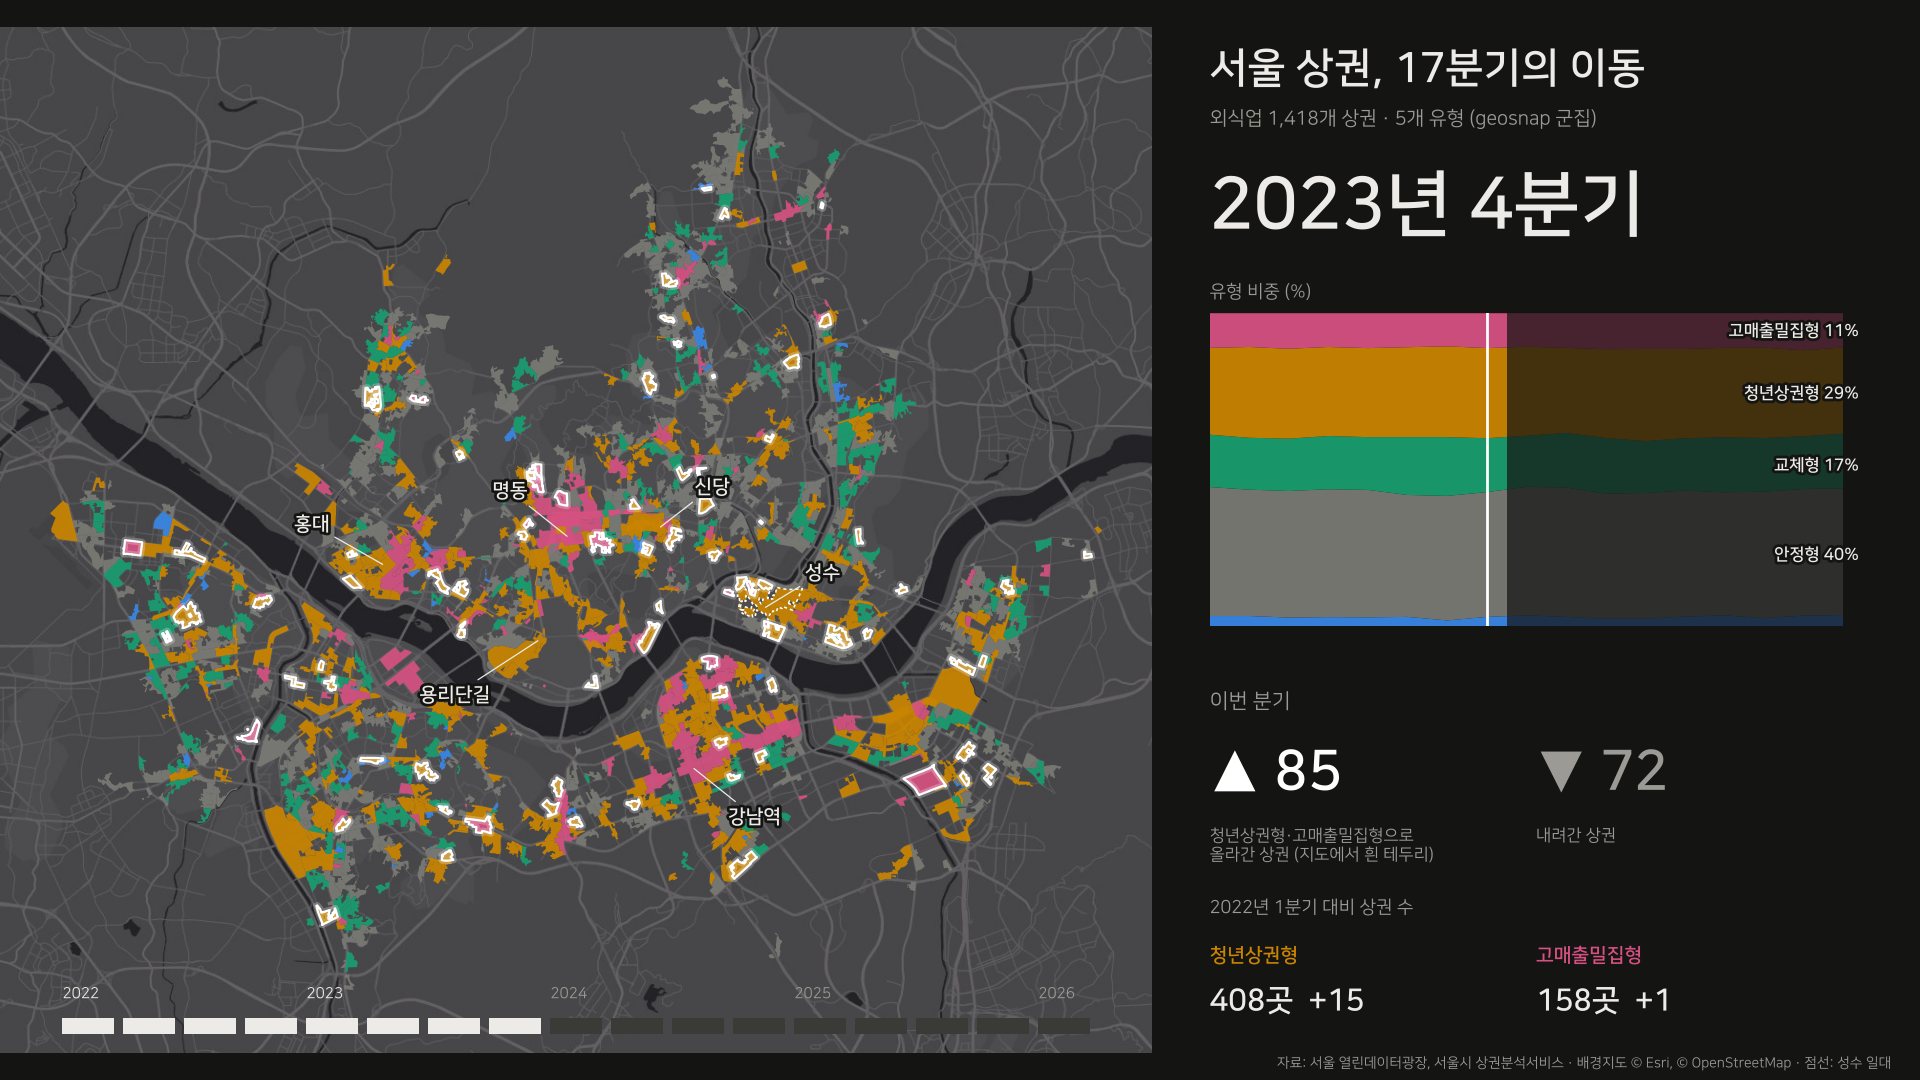 서울 상권, 17분기의 이동
외식업 1,418개 상권 · 5개 유형 (geosnap 군집)
2023년 4분기
유형 비중 (%)
고매출밀집형 11%
청년상권형 29%
교체형 17%
안정형 40%
이번 분기
▲ 85
▼ 72
청년상권형·고매출밀집형으로
올라간 상권 (지도에서 흰 테두리)
내려간 상권
2022년 1분기 대비 상권 수
청년상권형
고매출밀집형
408곳 +15
158곳 +1
명동
신당
홍대
성수
용리단길
강남역
2022
2023
2024
2025
2026
자료: 서울 열린데이터광장, 서울시 상권분석서비스 · 배경지도 © Esri, © OpenStreetMap · 점선: 성수 일대